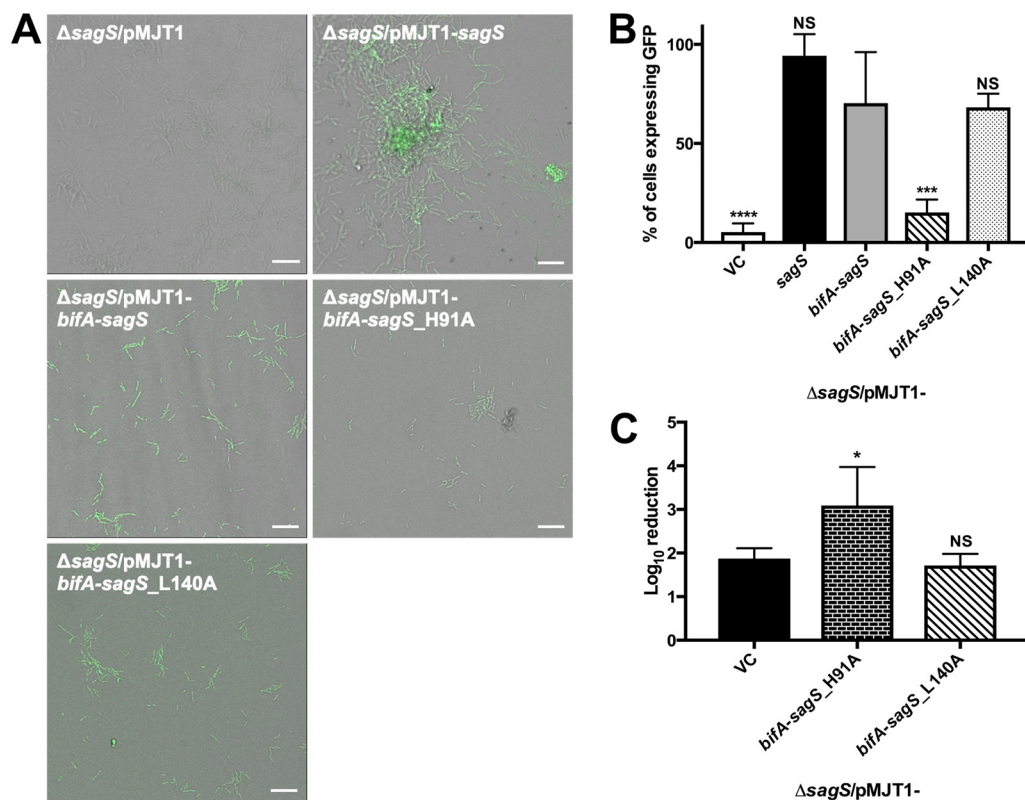 A
ΔsagS/pMJT1
ΔsagS/pMJT1-sagS
ΔsagS/pMJT1-
bifA-sagS
ΔsagS/pMJT1-
bifA-sagS_H91A
ΔsagS/pMJT1-
bifA-sagS_L140A
B
% of cells expressing GFP
100
50
0
****
NS
***
NS
VC
sagS
bifA-sagS
bifA-sagS_H91A
bifA-sagS_L140A
ΔsagS/pMJT1-
C
Log10 reduction
5
4
3
2
1
0
*
NS
VC
bifA-sagS_H91A
bifA-sagS_L140A
ΔsagS/pMJT1-